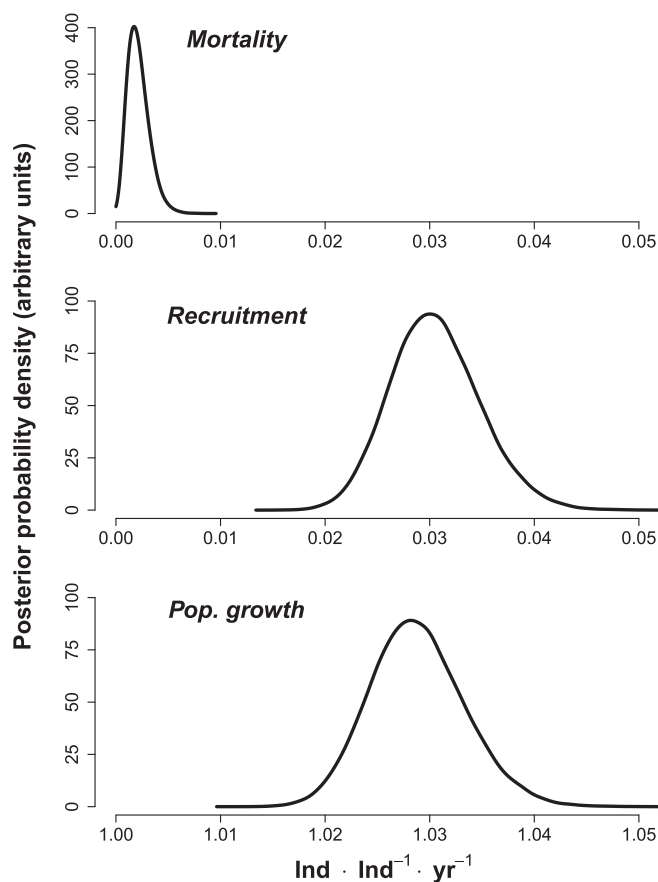 Posterior probability density (arbitrary units)
Mortality
400
300
200
100
0
0.00 0.01 0.02 0.03 0.04 0.05
Recruitment
100
75
50
25
0
0.00 0.01 0.02 0.03 0.04 0.05
Pop. growth
100
75
50
25
0
1.00 1.01 1.02 1.03 1.04 1.05
Ind · Ind⁻¹ · yr⁻¹